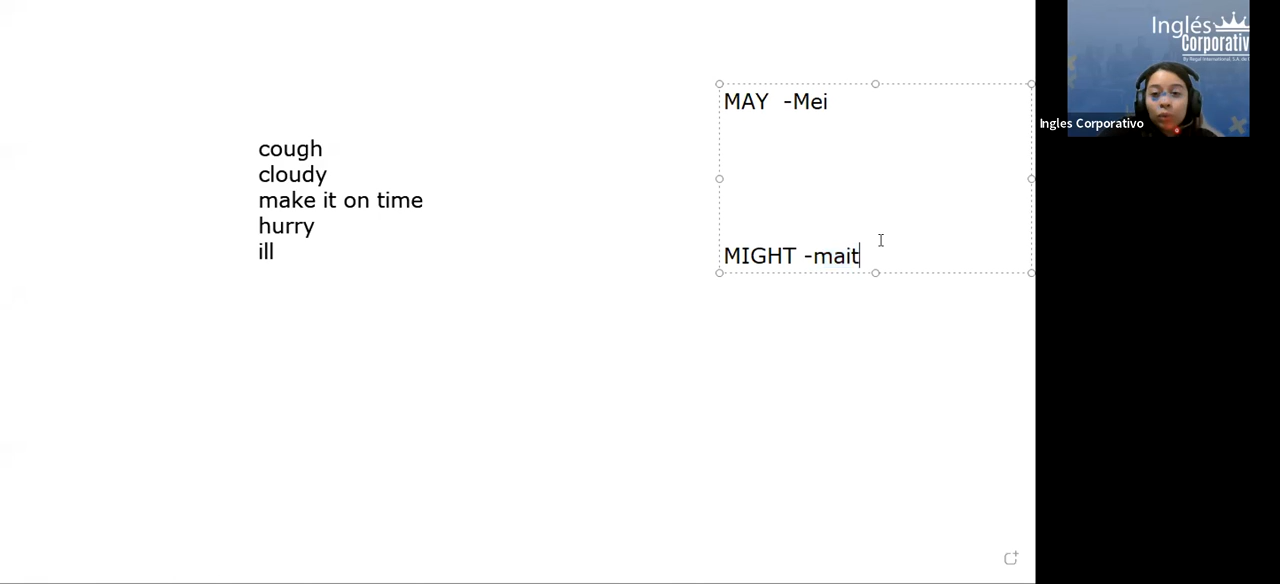 cough
cloudy
make it on time
hurry
ill
MAY -Mei
MIGHT -mait
Inglés
Corporativ
Ingles Corporativo